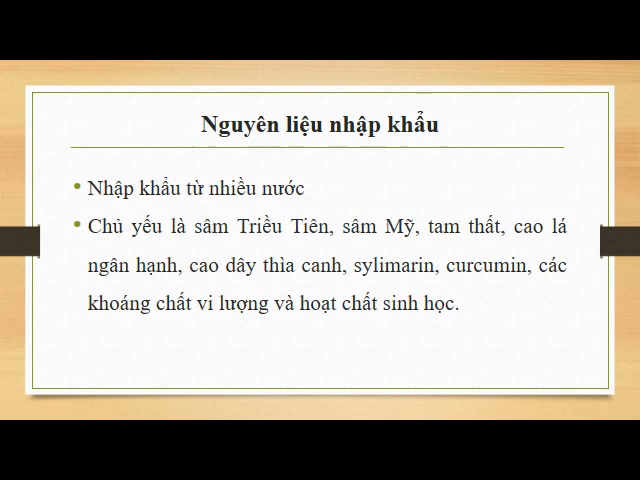 Nguyên liệu nhập khẩu
• Nhập khẩu từ nhiều nước
• Chủ yếu là sâm Triều Tiên, sâm Mỹ, tam thất, cao lá
ngân hạnh, cao dây thìa canh, sylimarin, curcumin, các
khoáng chất vi lượng và hoạt chất sinh học.